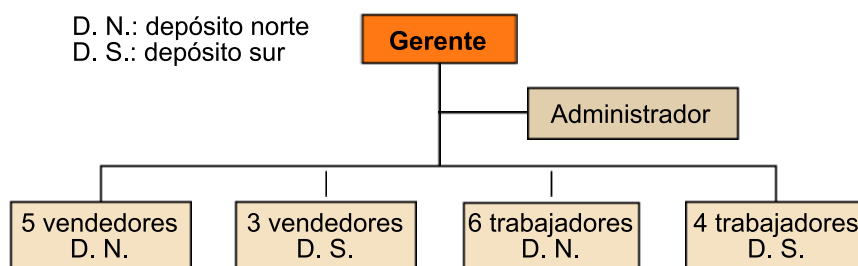 D. N.: depósito norte
D. S.: depósito sur
Gerente
Administrador
5 vendedores
D. N.
3 vendedores
D. S.
6 trabajadores
D. N.
4 trabajadores
D. S.